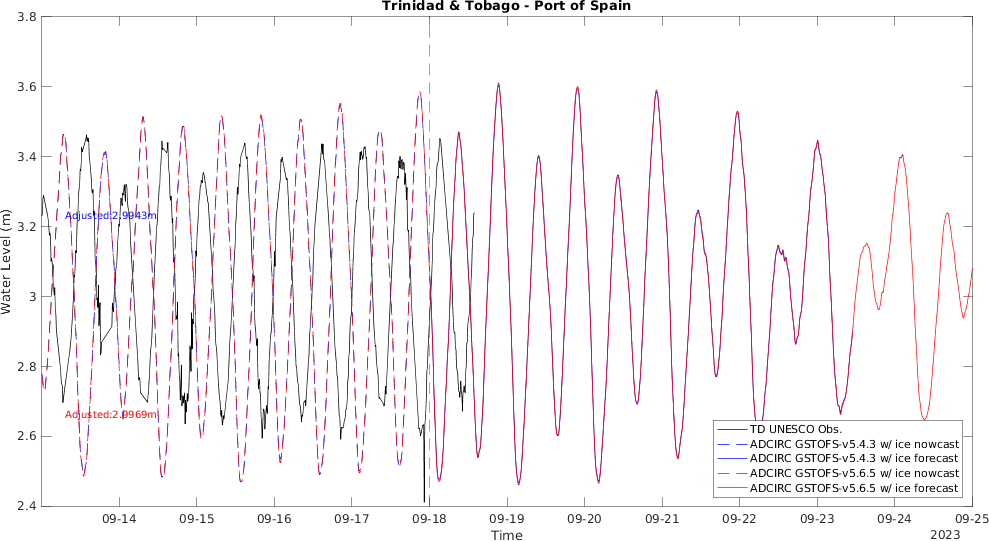 Trinidad & Tobago - Port of Spain
3.8
3.6
3.4
3.2
3
2.8
2.6
2.4
Water Level (m)
Adjusted:2.9943m
Adjusted:2.9969m
TD UNESCO Obs.
ADCIRC GSTOFS-v5.4.3 w/ ice nowcast
ADCIRC GSTOFS-v5.4.3 w/ ice forecast
ADCIRC GSTOFS-v5.6.5 w/ ice nowcast
ADCIRC GSTOFS-v5.6.5 w/ ice forecast
09-14 09-15 09-16 09-17 09-18 09-19 09-20 09-21 09-22 09-23 09-24 09-25
Time
2023